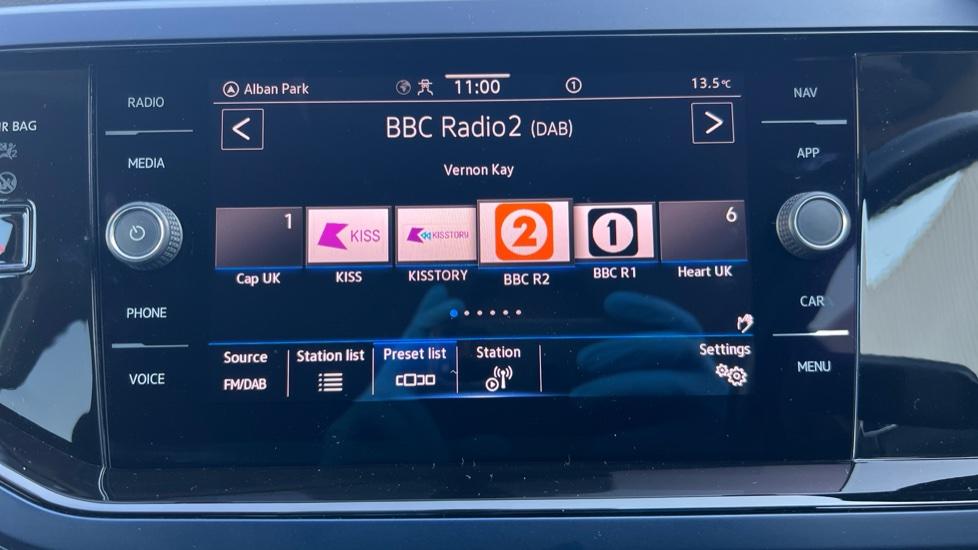 Alban Park 11:00 1 13.5°C
RADIO
NAV
R BAG
BBC Radio2 (DAB)
MEDIA
APP
Vernon Kay
1 KISS KISSTORY 2 1 6
Cap UK KISS KISSTORY BBC R2 BBC R1 Heart UK
PHONE
CAR
Source Station list Preset list Station Settings
FM/DAB
VOICE
MENU